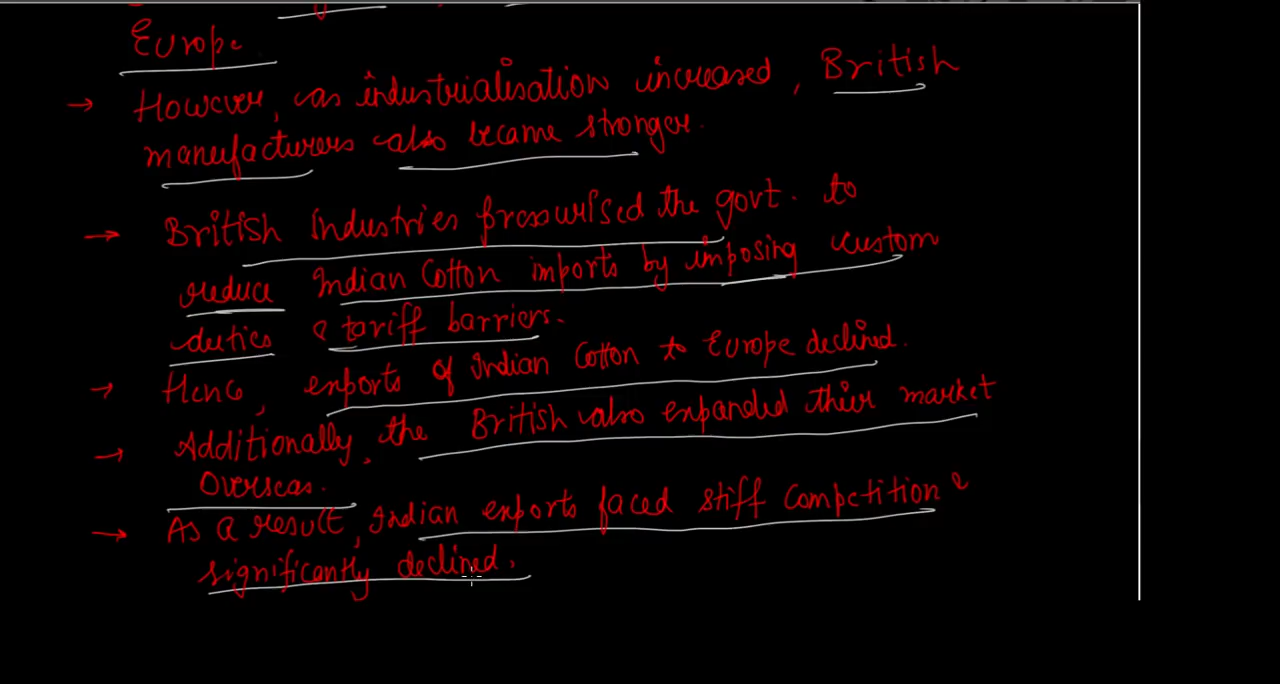 Europe
→ However, as industrialisation increased, British
manufacturers also became stronger.
→ British industries pressurised the govt. to
reduce Indian Cotton imports by imposing custom
duties & tariff barriers.
→ Hence, exports of Indian Cotton to Europe declined.
→ Additionally, the British also expanded their market
Overseas.
→ As a result, Indian exports faced stiff competition &
significantly declined.